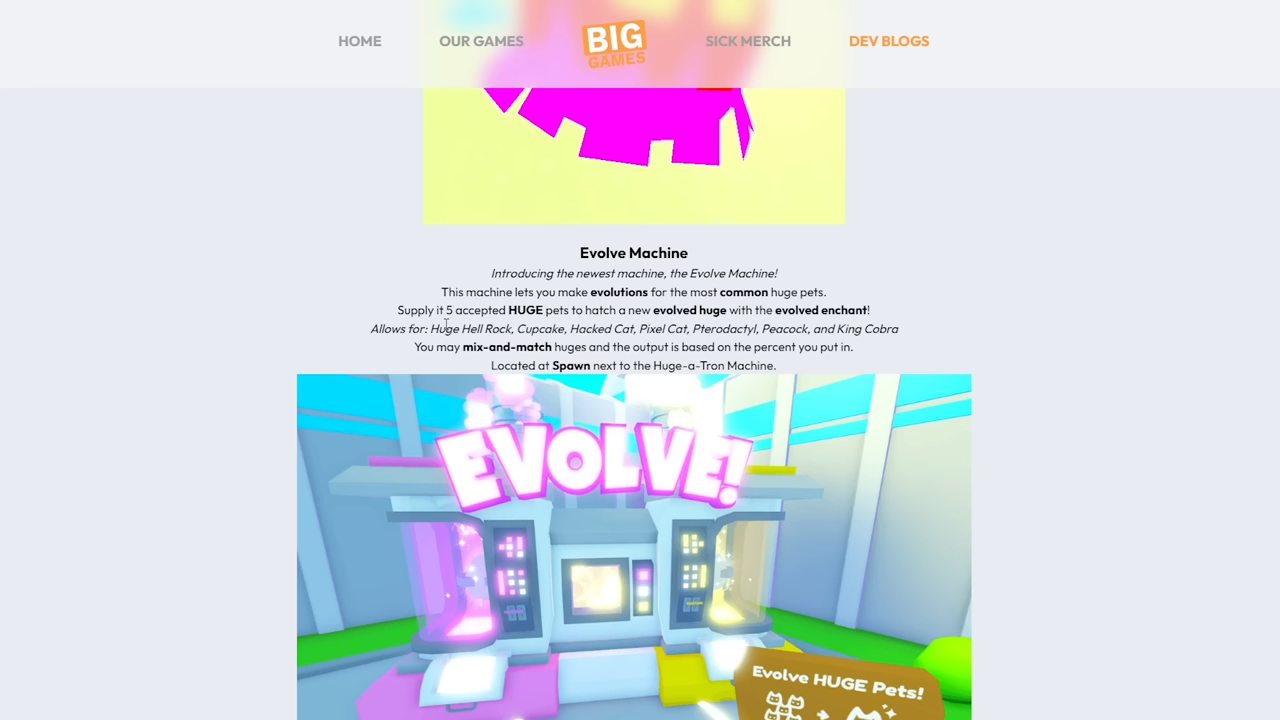 HOME OUR GAMES BIG GAMES SICK MERCH DEV BLOGS
Evolve Machine
Introducing the newest machine, the Evolve Machine!
This machine lets you make evolutions for the most common huge pets.
Supply it 5 accepted HUGE pets to hatch a new evolved huge with the evolved enchant!
Allows for: Huge Hell Rock, Cupcake, Hacked Cat, Pixel Cat, Pterodactyl, Peacock, and King Cobra
You may mix-and-match huges and the output is based on the percent you put in.
Located at Spawn next to the Huge-a-Tron Machine.
EVOLVE!
Evolve HUGE Pets!